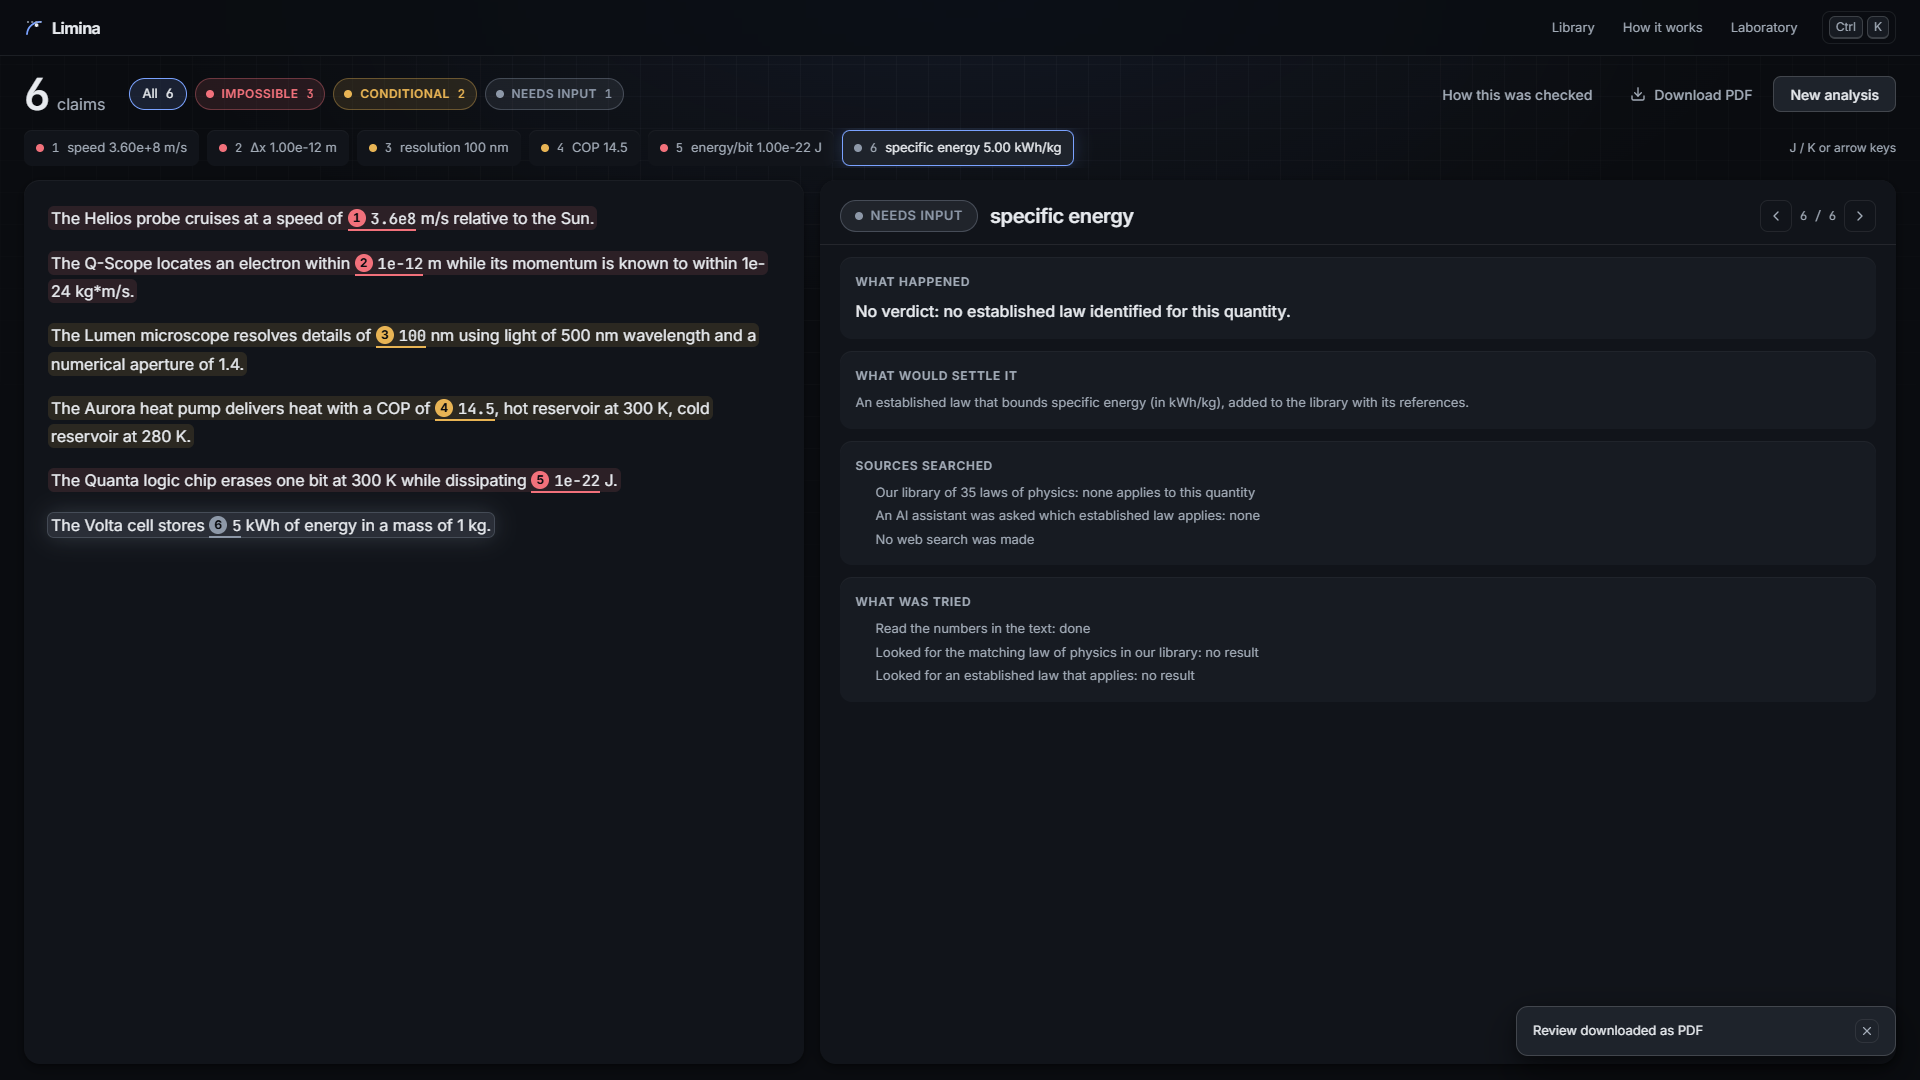 Limina
Library
How it works
Laboratory
Ctrl K
6 claims
All 6
IMPOSSIBLE 3
CONDITIONAL 2
NEEDS INPUT 1
How this was checked
Download PDF
New analysis
1 speed 3.60e+8 m/s
2 Δx 1.00e-12 m
3 resolution 100 nm
4 COP 14.5
5 energy/bit 1.00e-22 J
6 specific energy 5.00 kWh/kg
J / K or arrow keys
The Helios probe cruises at a speed of 1 3.6e8 m/s relative to the Sun.
The Q-Scope locates an electron within 2 1e-12 m while its momentum is known to within 1e-
24 kg*m/s.
The Lumen microscope resolves details of 3 100 nm using light of 500 nm wavelength and a
numerical aperture of 1.4.
The Aurora heat pump delivers heat with a COP of 4 14.5, hot reservoir at 300 K, cold
reservoir at 280 K.
The Quanta logic chip erases one bit at 300 K while dissipating 5 1e-22 J.
The Volta cell stores 6 5 kWh of energy in a mass of 1 kg.
NEEDS INPUT
specific energy
6 / 6
WHAT HAPPENED
No verdict: no established law identified for this quantity.
WHAT WOULD SETTLE IT
An established law that bounds specific energy (in kWh/kg), added to the library with its references.
SOURCES SEARCHED
Our library of 35 laws of physics: none applies to this quantity
An AI assistant was asked which established law applies: none
No web search was made
WHAT WAS TRIED
Read the numbers in the text: done
Looked for the matching law of physics in our library: no result
Looked for an established law that applies: no result
Review downloaded as PDF